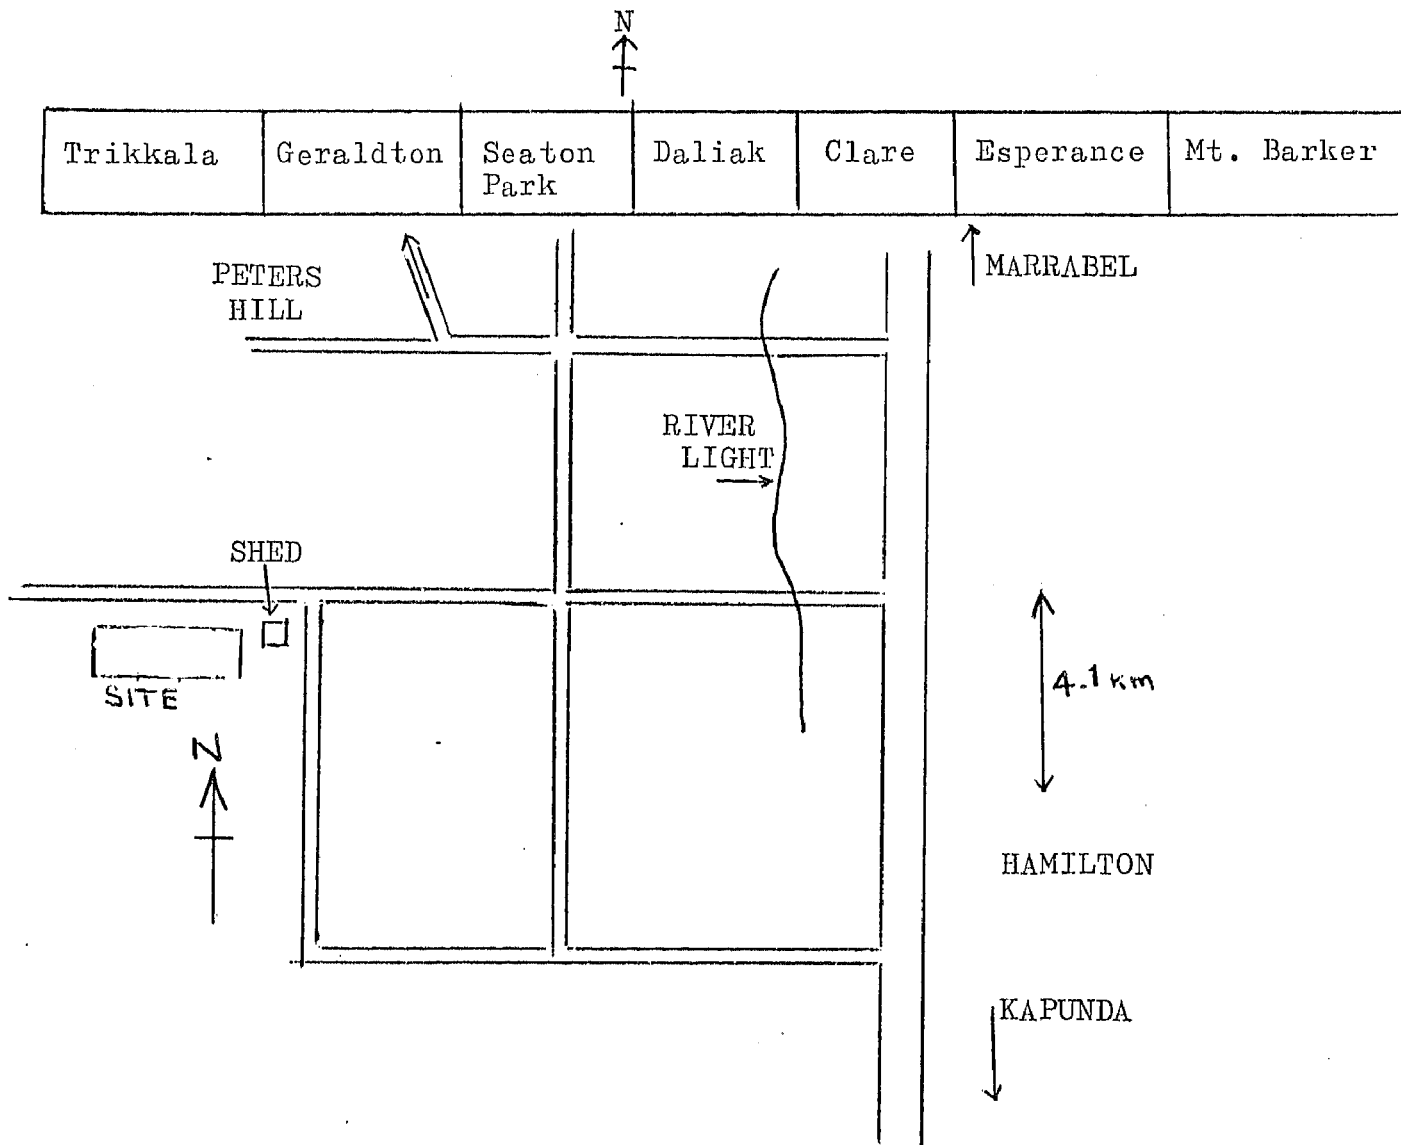 N
Trikkala
Geraldton
Seaton
Park
Daliak
Clare
Esperance
Mt. Barker
PETERS
HILL
MARRABEL
RIVER
LIGHT
SHED
SITE
4.1 km
N
HAMILTON
KAPUNDA